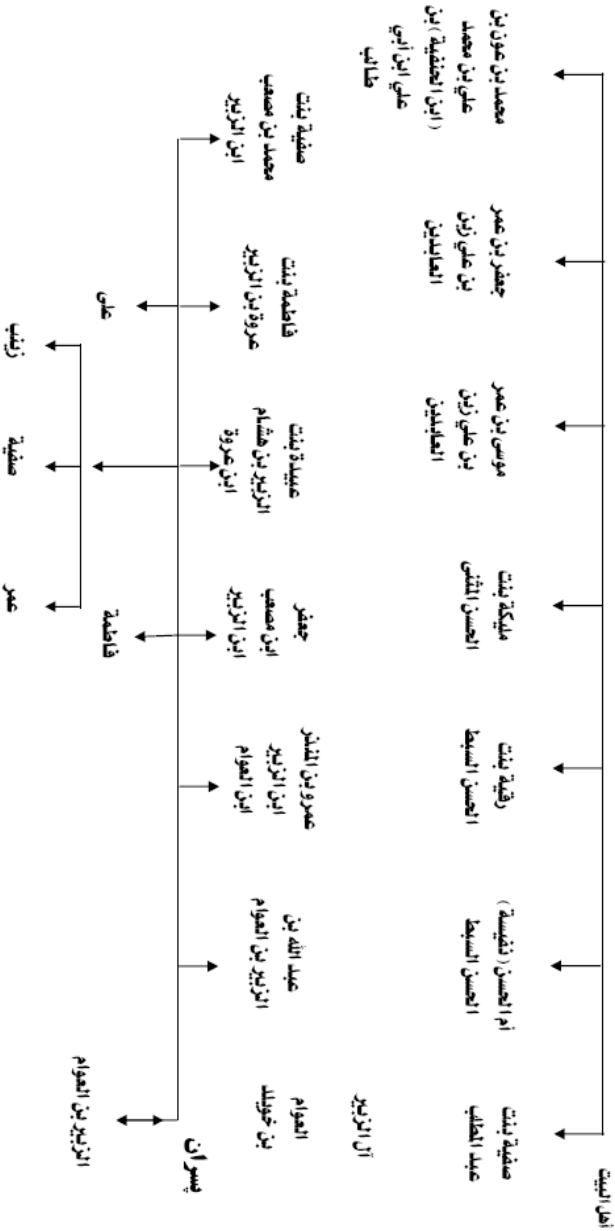 أهل البيت
صفية بنت
عبد المطلب
أم الحسن ( نفيسة )
الحسن السبط
رقية بنت
الحسن السبط
مليكة بنت
الحسن المثنى
موسى بن عمر
بن علي زين
العابدين
جعفر بن عمر
بن علي زين
العابدين
محمد بن عون بن
علي بن محمد
( ابن الحنفية ) بن
علي ابن أبي
طالب
آل الزبير
العوام
بن خويلد
عبد الله بن
الزبير بن العوام
عمرو بن المنذر
ابن الزبير
ابن العوام
جعفر
ابن مصعب
ابن الزبير
عبيدة بنت
الزبير بن هشام
ابن عروة
فاطمة بنت
عروة بن الزبير
صفية بنت
محمد بن مصعب
ابن الزبير
پسران
الزبير بن العوام
فاطمة
على
عمر
صفية
زينب